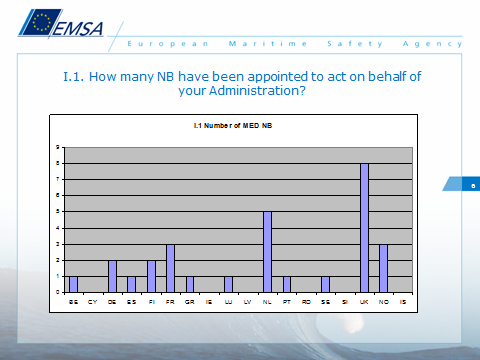 EMSA
European Maritime Safety Agency
I.1. How many NB have been appointed to act on behalf of
your Administration?
I.1 Number of MED NB
9
8
7
6
5
4
3
2
1
0
BE CY DE ES FI FR GR IE LU LV NL PT RO SE SI UK NO IS
6